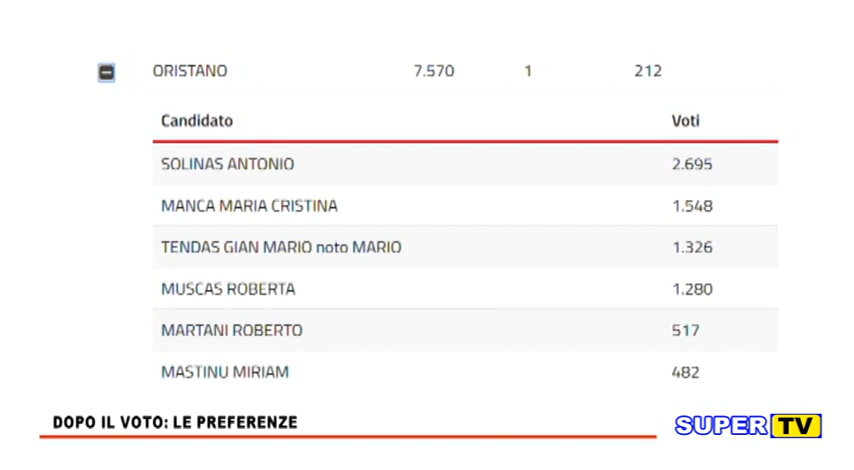 ORISTANO 7.570 1 212
Candidato Voti
SOLINAS ANTONIO 2.695
MANCA MARIA CRISTINA 1.548
TENDAS GIAN MARIO noto MARIO 1.326
MUSCAS ROBERTA 1.280
MARTANI ROBERTO 517
MASTINU MIRIAM 482
DOPO IL VOTO: LE PREFERENZE
SUPER TV